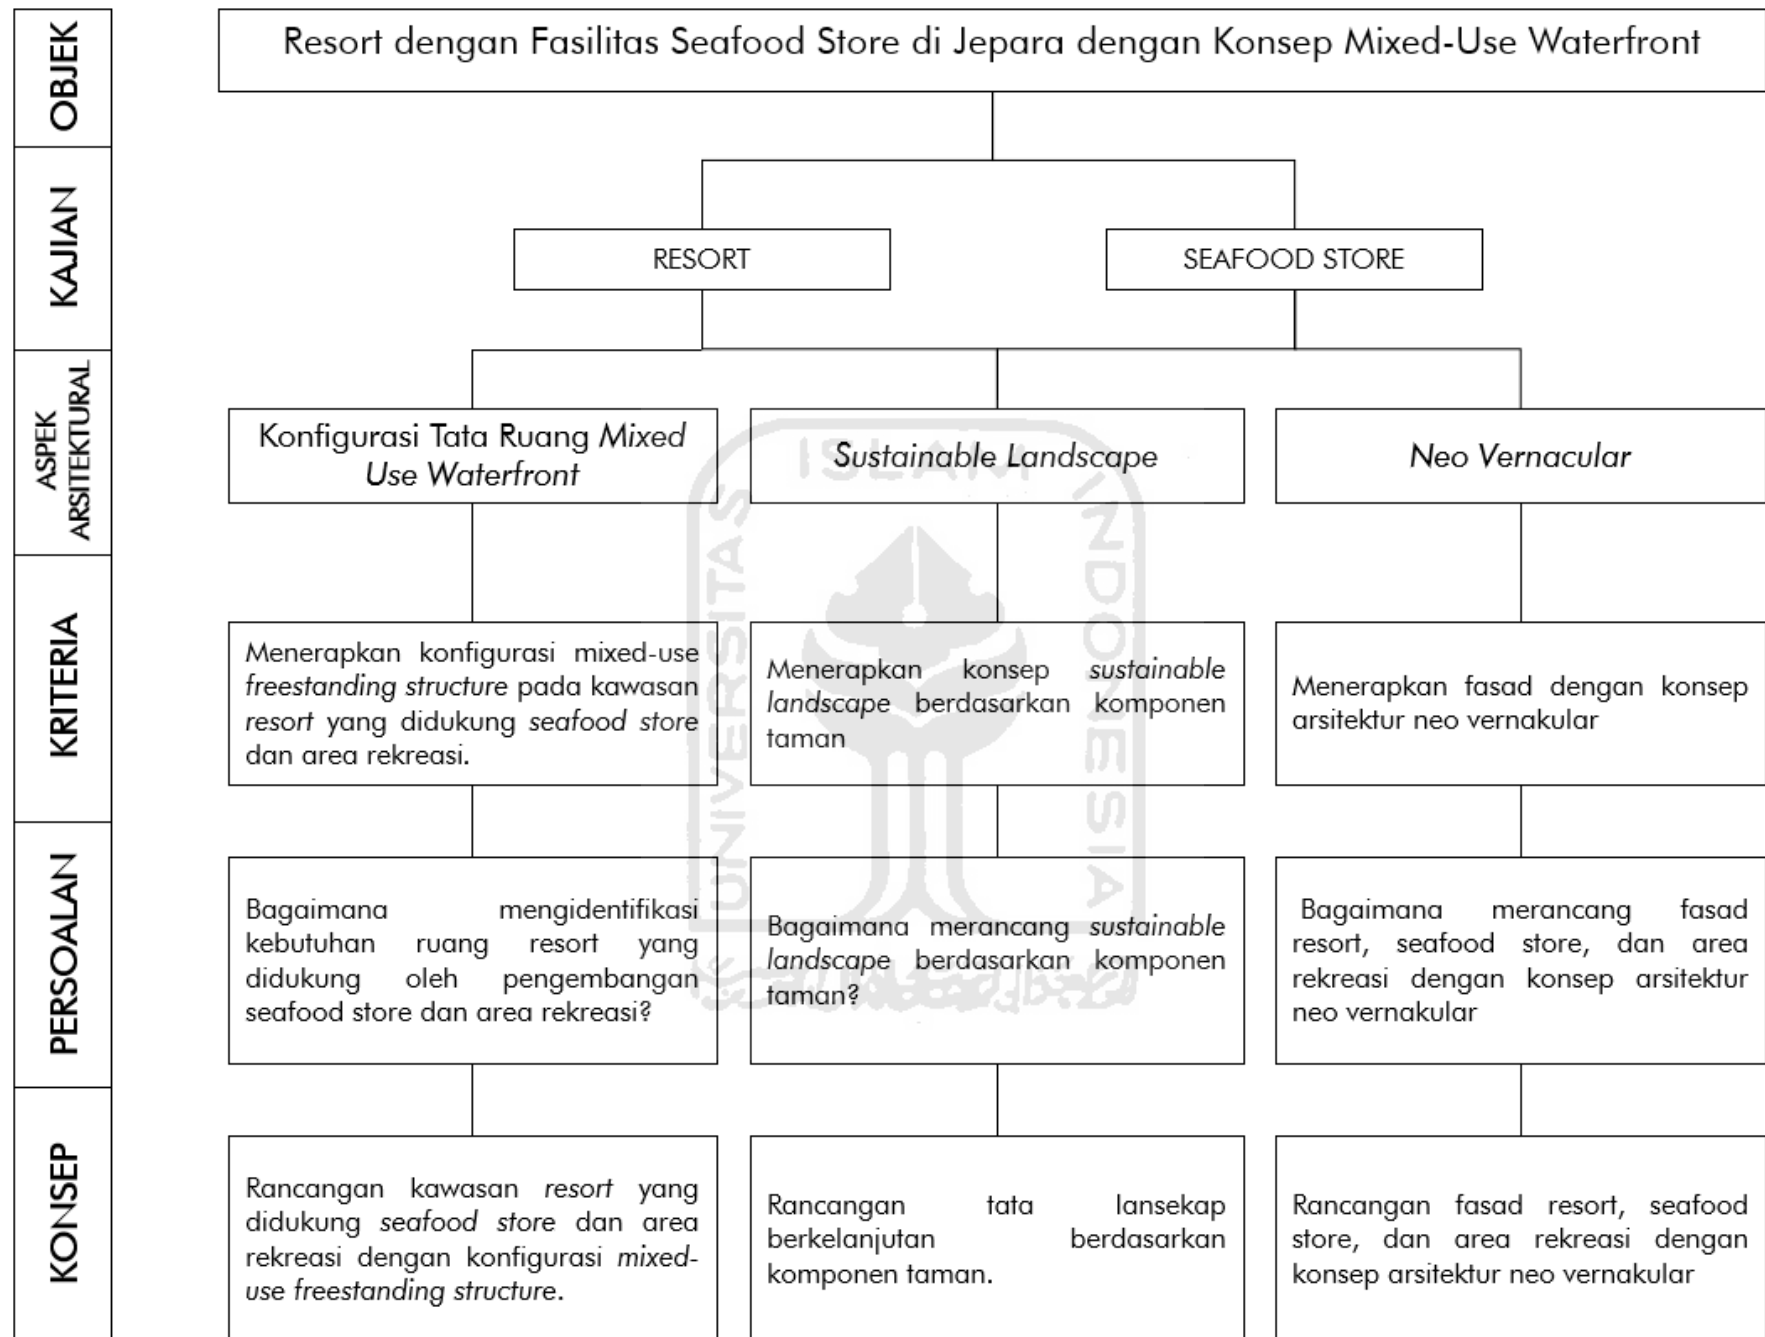 OBJEK
Resort dengan Fasilitas Seafood Store di Jepara dengan Konsep Mixed-Use Waterfront
KAJIAN
RESORT
SEAFOOD STORE
ASPEK
ARSITEKTURAL
Konfigurasi Tata Ruang Mixed
Use Waterfront
Sustainable Landscape
Neo Vernacular
KRITERIA
Menerapkan konfigurasi mixed-use
freestanding structure pada kawasan
resort yang didukung seafood store
dan area rekreasi.
Menerapkan konsep sustainable
landscape berdasarkan komponen
taman
Menerapkan fasad dengan konsep
arsitektur neo vernakular
PERSOALAN
Bagaimana mengidentifikasi
kebutuhan ruang resort yang
didukung oleh pengembangan
seafood store dan area rekreasi?
Bagaimana merancang sustainable
landscape berdasarkan komponen
taman?
Bagaimana merancang fasad
resort, seafood store, dan area
rekreasi dengan konsep arsitektur
neo vernakular
KONSEP
Rancangan kawasan resort yang
didukung seafood store dan area
rekreasi dengan konfigurasi mixed-
use freestanding structure.
Rancangan tata lansekap
berkelanjutan berdasarkan
komponen taman.
Rancangan fasad resort, seafood
store, dan area rekreasi dengan
konsep arsitektur neo vernakular
UNIVERSITAS
ISLAM
INDONESIA